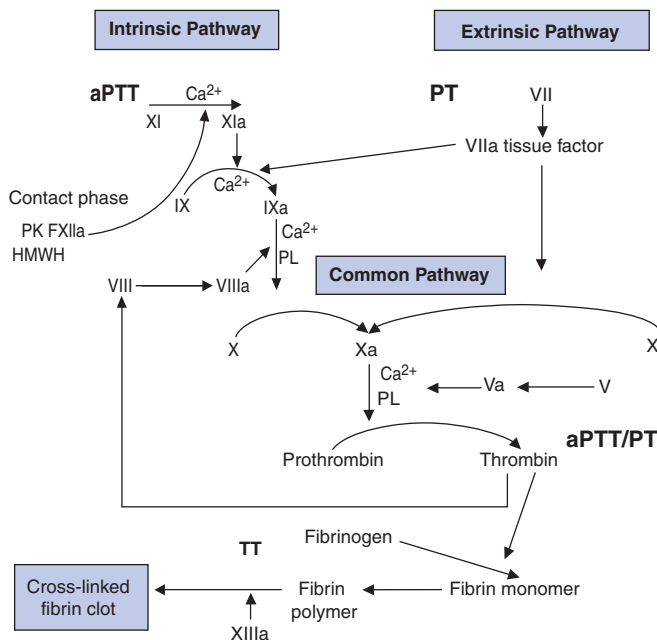 Intrinsic Pathway
Extrinsic Pathway
aPTT
Ca2+
XI
XIa
PT
VII
VIIa tissue factor
Contact phase
PK FXIIa
HMWH
IX
Ca2+
IXa
Ca2+
PL
VIII
VIIIa
Common Pathway
X
Xa
X
Ca2+
PL
Va
V
aPTT/PT
Prothrombin
Thrombin
Fibrinogen
TT
Cross-linked
fibrin clot
Fibrin
polymer
Fibrin monomer
XIIIa